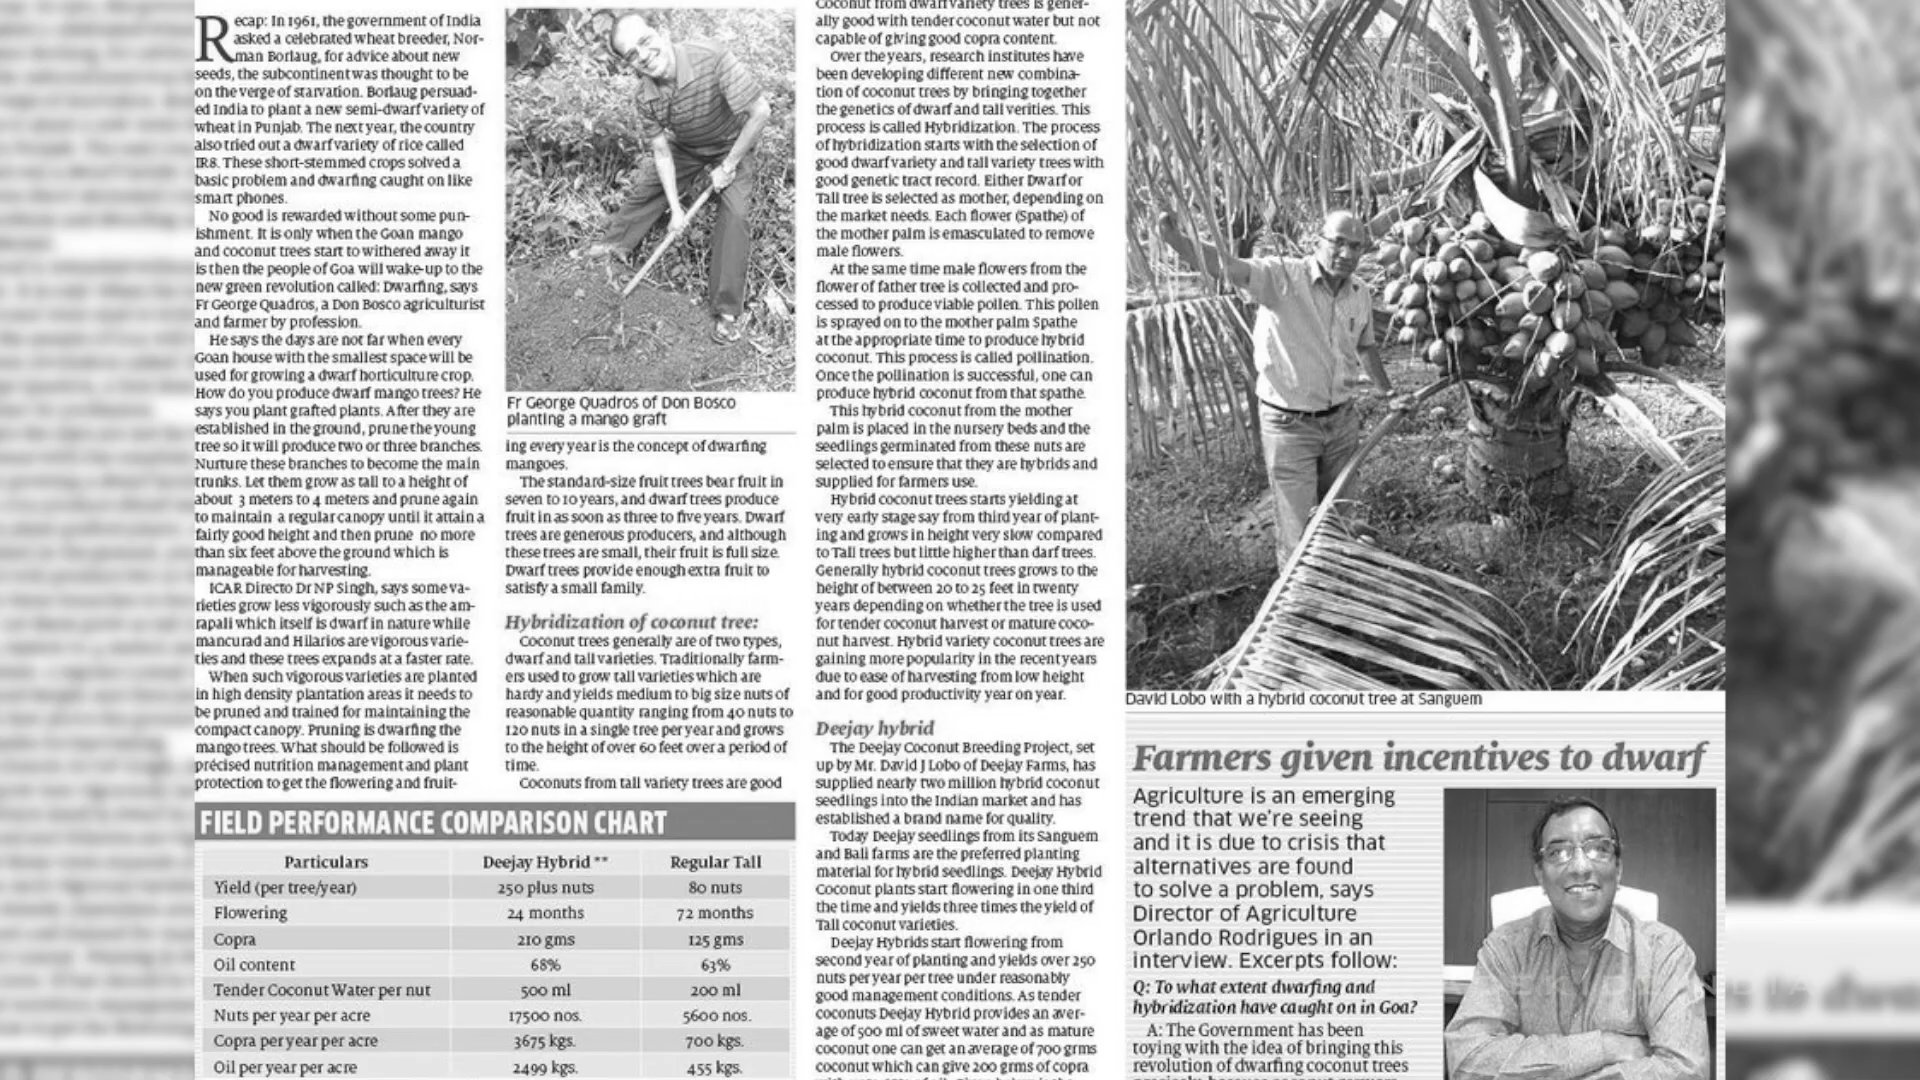 Recap: In 1961, the government of India
asked a celebrated wheat breeder, Nor-
man Borlaug, for advice about new
seeds, the subcontinent was thought to be
on the verge of starvation. Borlaug persuad-
ed India to plant a new semi-dwarf variety of
wheat in Punjab. The next year, the country
also tried out a dwarf variety of rice called
IR8. These short-stemmed crops solved a
basic problem and dwarfing caught on like
smart phones.
No good is rewarded without some pun-
ishment. It is only when the Goan mango
and coconut trees start to withered away it
is then the people of Goa will wake-up to the
new green revolution called: Dwarfing, says
Fr George Quadros, a Don Bosco agriculturist
and farmer by profession.
He says the days are not far when every
Goan house with the smallest space will be
used for growing a dwarf horticulture crop.
How do you produce dwarf mango trees? He
says you plant grafted plants. After they are
established in the ground, prune the young
tree so it will produce two or three branches.
Nurture these branches to become the main
trunks. Let them grow as tall to a height of
about 3 meters to 4 meters and prune again
to maintain a regular canopy until it attain a
fairly good height and then prune no more
than six feet above the ground which is
manageable for harvesting.
ICAR Directo Dr NP Singh, says some va-
rieties grow less vigorously such as the am-
rapali which itself is dwarf in nature while
mancurad and Hilarios are vigorous varie-
ties and these trees expands at a faster rate.
When such vigorous varieties are planted
in high density plantation areas it needs to
be pruned and trained for maintaining the
compact canopy. Pruning is dwarfing the
mango trees. What should be followed is
précised nutrition management and plant
protection to get the flowering and fruit-
Fr George Quadros of Don Bosco
planting a mango graft
ing every year is the concept of dwarfing
mangoes.
The standard-size fruit trees bear fruit in
seven to 10 years, and dwarf trees produce
fruit in as soon as three to five years. Dwarf
trees are generous producers, and although
these trees are small, their fruit is full size.
Dwarf trees provide enough extra fruit to
satisfy a small family.
Hybridization of coconut tree:
Coconut trees generally are of two types,
dwarf and tall varieties. Traditionally farm-
ers used to grow tall varieties which are
hardy and yields medium to big size nuts of
reasonable quantity ranging from 40 nuts to
120 nuts in a single tree per year and grows
to the height of over 60 feet over a period of
time.
Coconuts from tall variety trees are good
FIELD PERFORMANCE COMPARISON CHART
Particulars Deejay Hybrid ** Regular Tall
Yield (per tree/year) 250 plus nuts 80 nuts
Flowering 24 months 72 months
Copra 210 gms 125 gms
Oil content 68% 63%
Tender Coconut Water per nut 500 ml 200 ml
Nuts per year per acre 17500 nos. 5600 nos.
Copra per year per acre 3675 kgs. 700 kgs.
Oil per year per acre 2499 kgs. 455 kgs.
Coconut from dwarf variety trees is gener-
ally good with tender coconut water but not
capable of giving good copra content.
Over the years, research institutes have
been developing different new combina-
tion of coconut trees by bringing together
the genetics of dwarf and tall verities. This
process is called Hybridization. The process
of hybridization starts with the selection of
good dwarf variety and tall variety trees with
good genetic tract record. Either Dwarf or
Tall tree is selected as mother, depending on
the market needs. Each flower (Spathe) of
the mother palm is emasculated to remove
male flowers.
At the same time male flowers from the
flower of father tree is collected and pro-
cessed to produce viable pollen. This pollen
is sprayed on to the mother palm Spathe
at the appropriate time to produce hybrid
coconut. This process is called pollination.
Once the pollination is successful, one can
produce hybrid coconut from that spathe.
This hybrid coconut from the mother
palm is placed in the nursery beds and the
seedlings germinated from these nuts are
selected to ensure that they are hybrids and
supplied for farmers use.
Hybrid coconut trees starts yielding at
very early stage say from third year of plant-
ing and grows in height very slow compared
to Tall trees but little higher than darf trees.
Generally hybrid coconut trees grows to the
height of between 20 to 25 feet in twenty
years depending on whether the tree is used
for tender coconut harvest or mature coco-
nut harvest. Hybrid variety coconut trees are
gaining more popularity in the recent years
due to ease of harvesting from low height
and for good productivity year on year.
Deejay hybrid
The Deejay Coconut Breeding Project, set
up by Mr. David J Lobo of Deejay Farms, has
supplied nearly two million hybrid coconut
seedlings into the Indian market and has
established a brand name for quality.
Today Deejay seedlings from its Sanguem
and Bali farms are the preferred planting
material for hybrid seedlings. Deejay Hybrid
Coconut plants start flowering in one third
the time and yields three times the yield of
Tall coconut varieties.
Deejay Hybrids start flowering from
second year of planting and yields over 250
nuts per year per tree under reasonably
good management conditions. As tender
coconuts Deejay Hybrid provides an aver-
age of 500 ml of sweet water and as mature
coconut one can get an average of 700 grms
coconut which can give 200 grms of copra
David Lobo with a hybrid coconut tree at Sanguem
Farmers given incentives to dwarf
Agriculture is an emerging
trend that we're seeing
and it is due to crisis that
alternatives are found
to solve a problem, says
Director of Agriculture
Orlando Rodrigues in an
interview. Excerpts follow:
Q: To what extent dwarfing and
hybridization have caught on in Goa?
A: The Government has been
toying with the idea of bringing this
revolution of dwarfing coconut trees